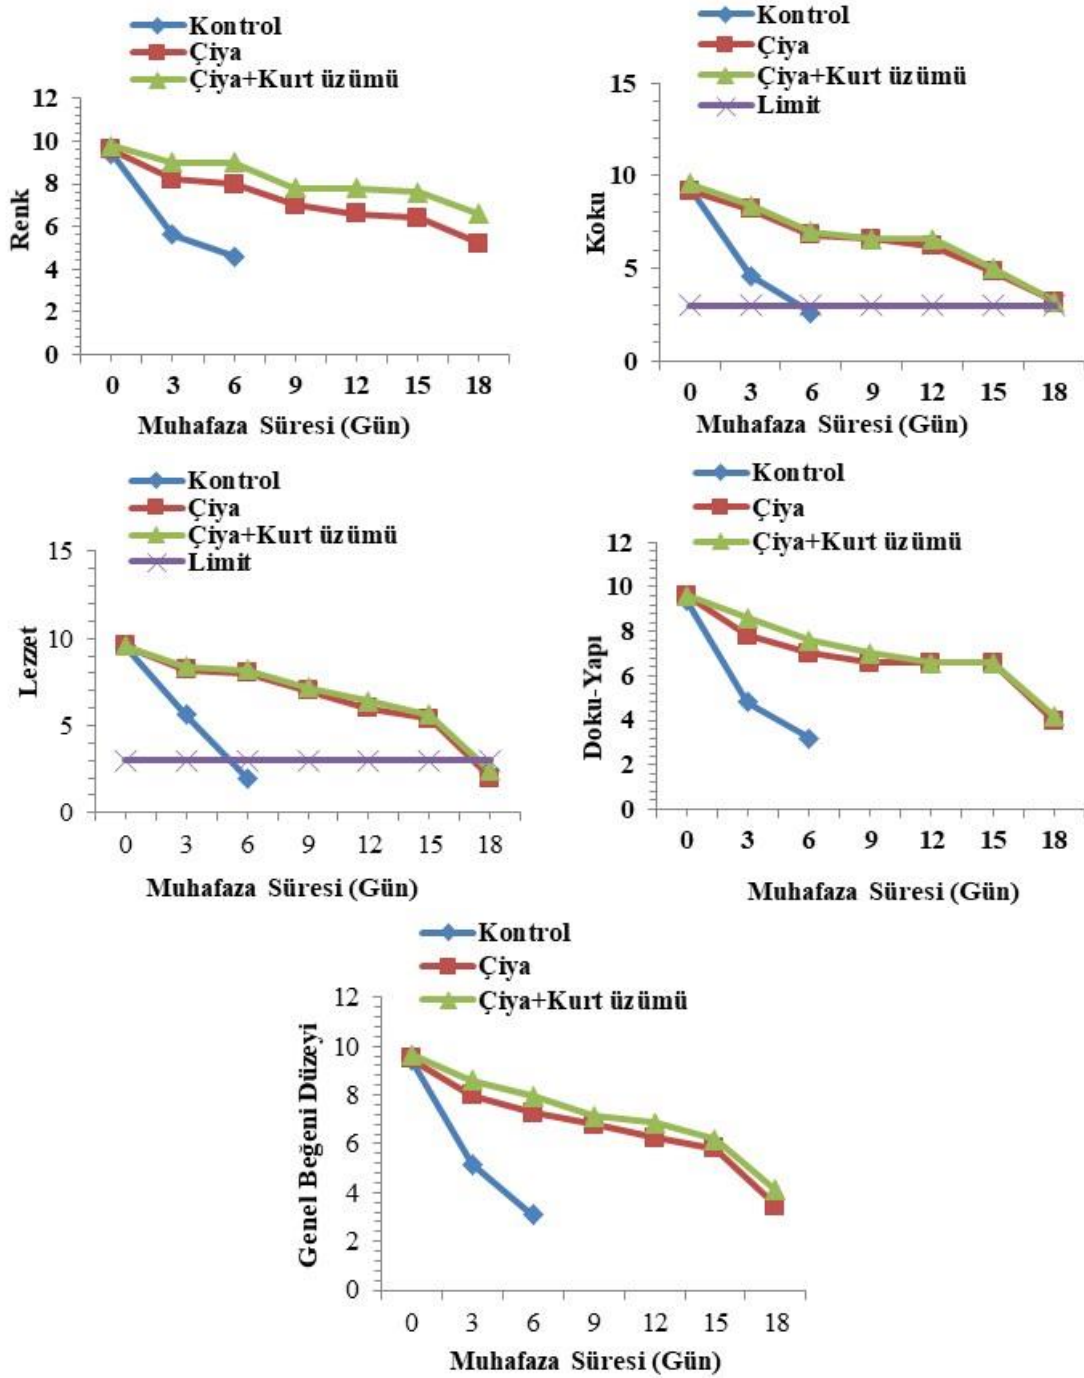 Kontrol
Çiya
Çiya+Kurt üzümü
12
10
8
6
4
2
0
Renk
0 3 6 9 12 15 18
Muhafaza Süresi (Gün)
Kontrol
Çiya
Çiya+Kurt üzümü
Limit
15
10
5
0
Koku
0 3 6 9 12 15 18
Muhafaza Süresi (Gün)
Kontrol
Çiya
Çiya+Kurt üzümü
Limit
15
10
5
0
Lezzet
0 3 6 9 12 15 18
Muhafaza Süresi (Gün)
Kontrol
Çiya
Çiya+Kurt üzümü
12
10
8
6
4
2
0
Doku-Yapı
0 3 6 9 12 15 18
Muhafaza Süresi (Gün)
Kontrol
Çiya
Çiya+Kurt üzümü
12
10
8
6
4
2
0
Genel Beğeni Düzeyi
0 3 6 9 12 15 18
Muhafaza Süresi (Gün)